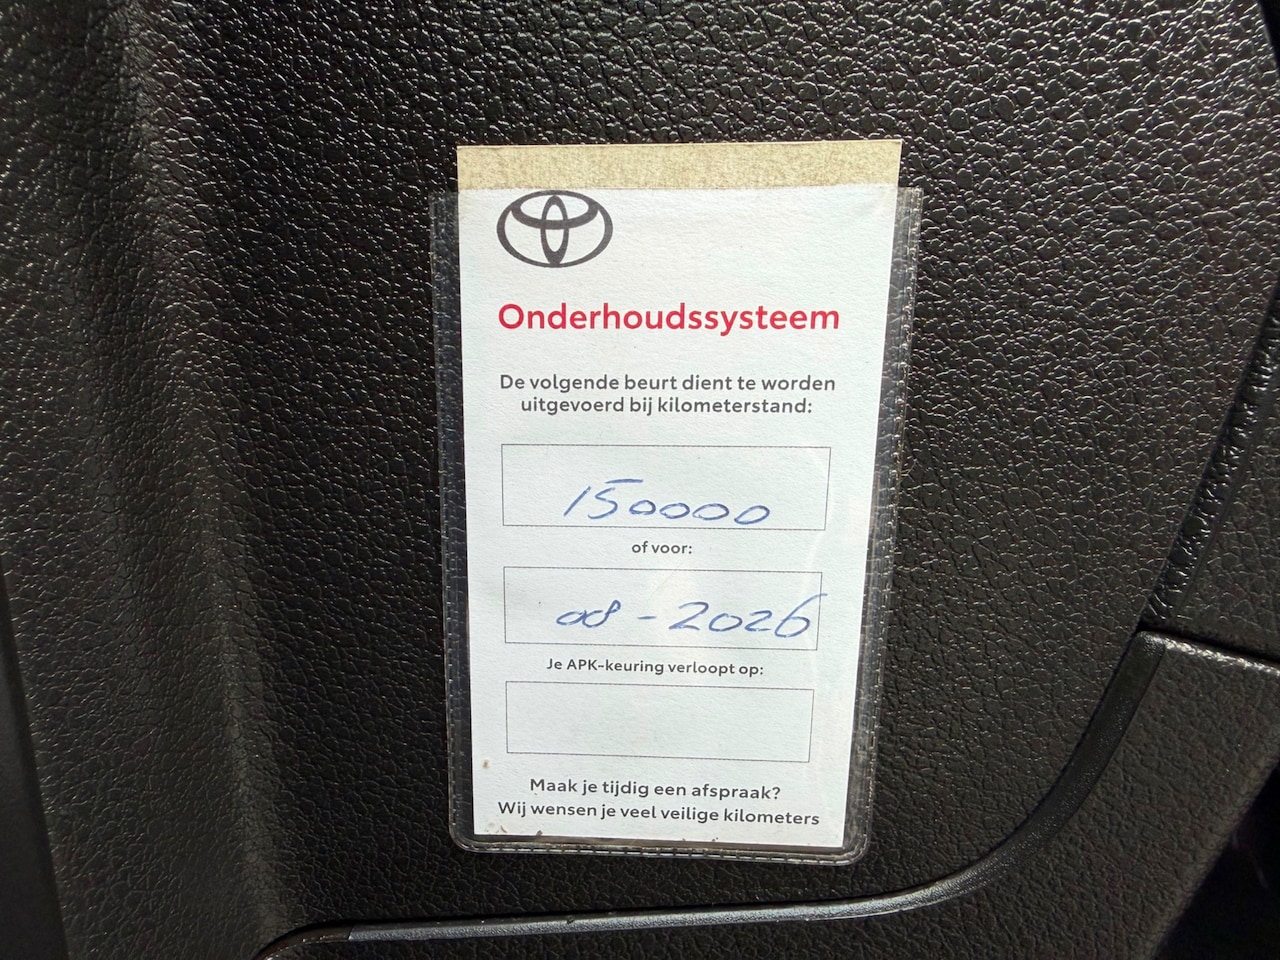 Onderhoudssysteem
De volgende beurt dient te worden
uitgevoerd bij kilometerstand:
150000
of voor:
08-2026
Je APK-keuring verloopt op:
Maak je tijdig een afspraak?
Wij wensen je veel veilige kilometers